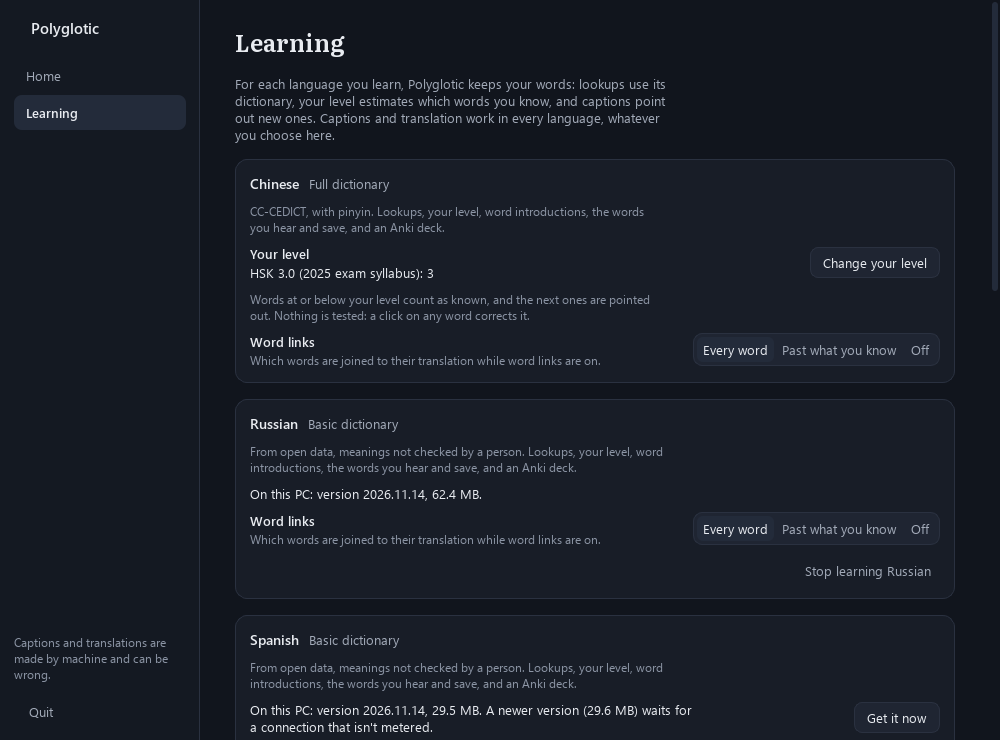 Polyglotic
Home
Learning
Captions and translations are
made by machine and can be
wrong.
Quit
Learning
For each language you learn, Polyglotic keeps your words: lookups use its
dictionary, your level estimates which words you know, and captions point
out new ones. Captions and translation work in every language, whatever
you choose here.
Chinese Full dictionary
CC-CEDICT, with pinyin. Lookups, your level, word introductions, the words
you hear and save, and an Anki deck.
Your level
HSK 3.0 (2025 exam syllabus): 3
Change your level
Words at or below your level count as known, and the next ones are pointed
out. Nothing is tested: a click on any word corrects it.
Word links
Which words are joined to their translation while word links are on.
Every word Past what you know Off
Russian Basic dictionary
From open data, meanings not checked by a person. Lookups, your level, word
introductions, the words you hear and save, and an Anki deck.
On this PC: version 2026.11.14, 62.4 MB.
Word links
Which words are joined to their translation while word links are on.
Every word Past what you know Off
Stop learning Russian
Spanish Basic dictionary
From open data, meanings not checked by a person. Lookups, your level, word
introductions, the words you hear and save, and an Anki deck.
On this PC: version 2026.11.14, 29.5 MB. A newer version (29.6 MB) waits for
a connection that isn't metered.
Get it now